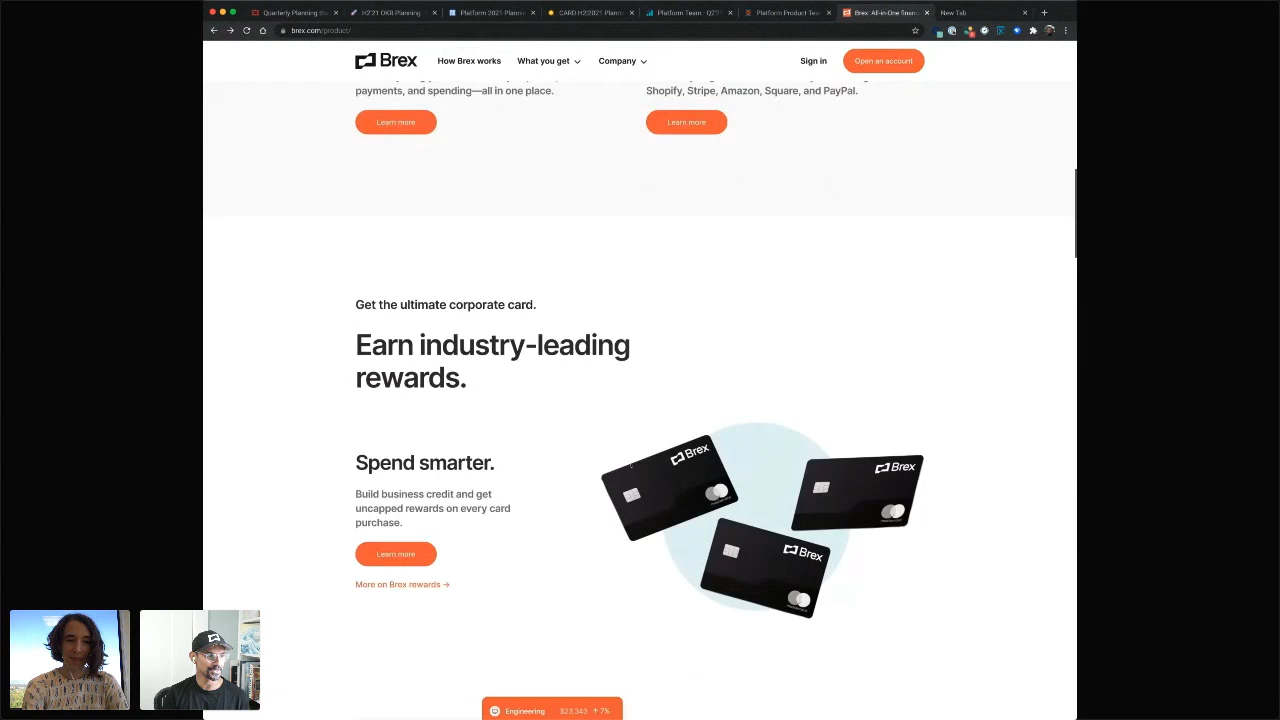 Quarterly Planning th
H2'21 OKR Planning
Platform 2021 Planni
CARD H2|2021 Planni
Platform Team - Q2'21
Platform Product Tea
Brex: All-in-One financ
New Tab
brex.com/product/
Brex
How Brex works
What you get
Company
Sign in
Open an account
payments, and spending—all in one place.
Shopify, Stripe, Amazon, Square, and PayPal.
Learn more
Learn more
Get the ultimate corporate card.
Earn industry-leading
rewards.
Spend smarter.
Build business credit and get
uncapped rewards on every card
purchase.
Learn more
More on Brex rewards →
Brex
Brex
Brex
Engineering $23,343 ↑ 7%